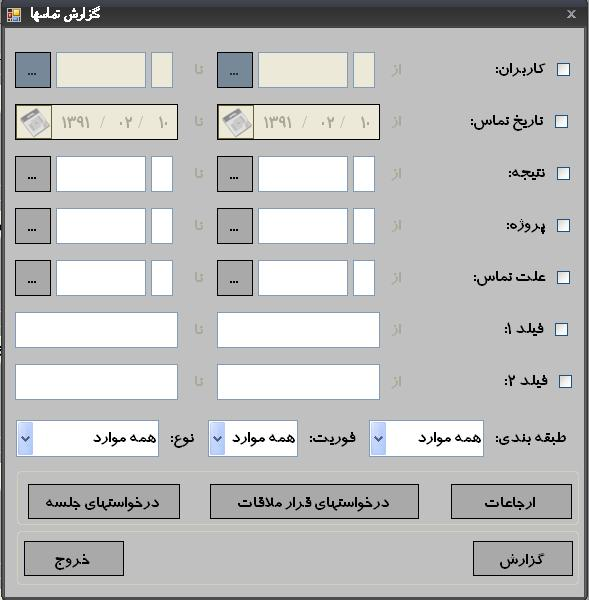 گزارش تماسها
کاربران: از ... تا ...
تاریخ تماس: از ۱۳۹۱ / ۰۲ / ۱۰ تا ۱۳۹۱ / ۰۲ / ۱۰
نتیجه: از ... تا ...
پروژه: از ... تا ...
علت تماس: از ... تا ...
فیلد ۱: از تا
فیلد ۲: از تا
طبقه بندی: همه موارد فوریت: همه موارد نوع: همه موارد
ارجاعات درخواستهای قرار ملاقات درخواستهای جلسه
گزارش خروج